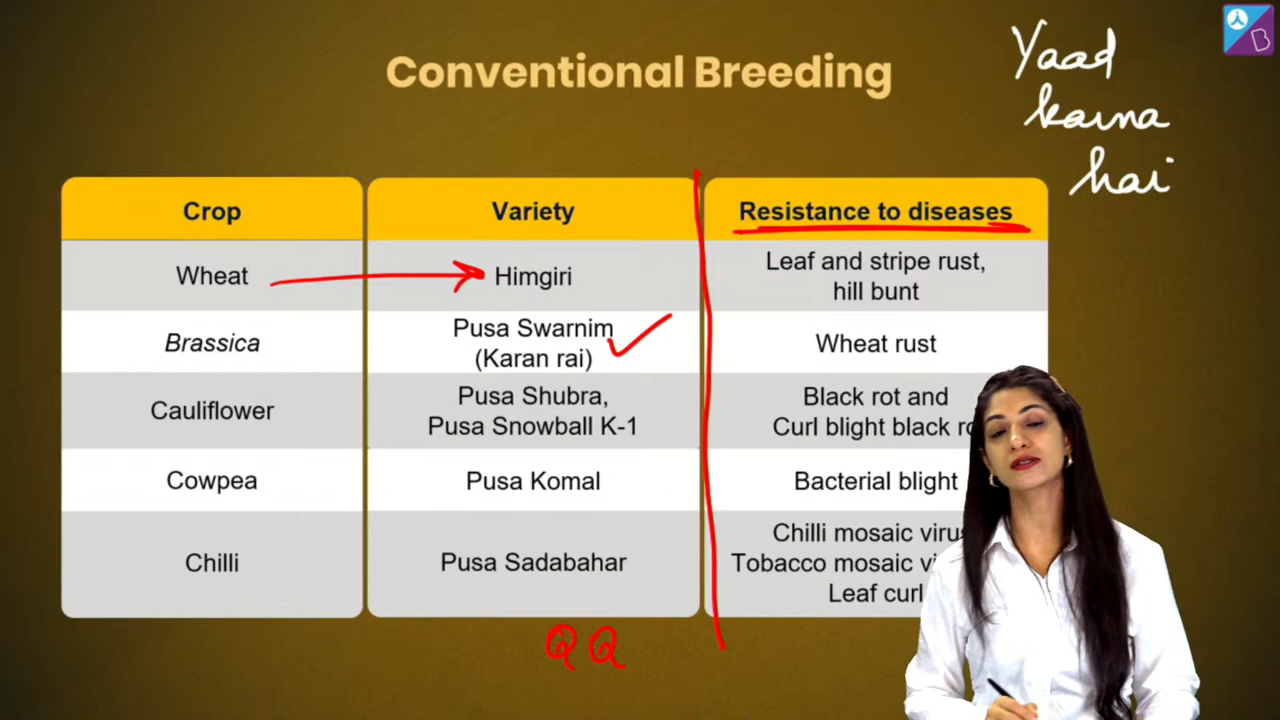 Conventional Breeding
Yaad
karna
hai
Crop
Variety
Resistance to diseases
Wheat
Himgiri
Leaf and stripe rust,
hill bunt
Brassica
Pusa Swarnim
(Karan rai)
Wheat rust
Cauliflower
Pusa Shubra,
Pusa Snowball K-1
Black rot and
Curl blight black
Cowpea
Pusa Komal
Bacterial blight
Chilli
Pusa Sadabahar
Chilli mosaic
Tobacco mosaic
Leaf curl
Q Q
B